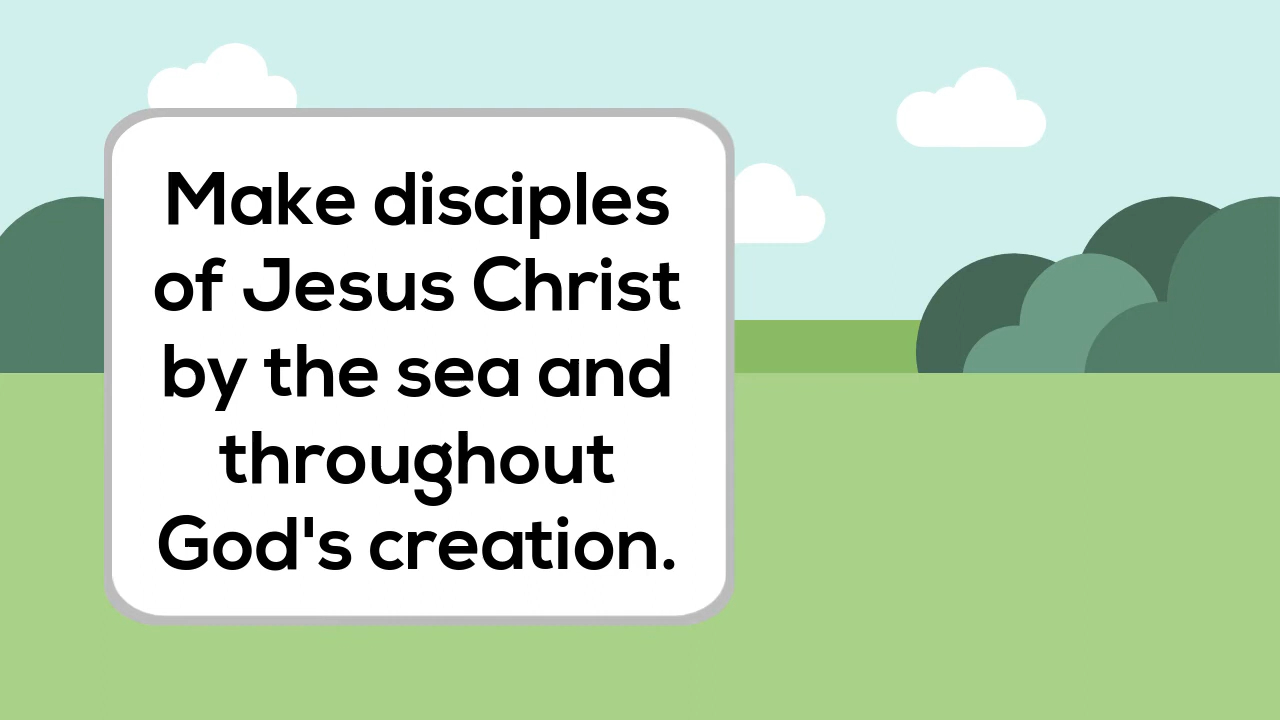 Make disciples
of Jesus Christ
by the sea and
throughout
God's creation.